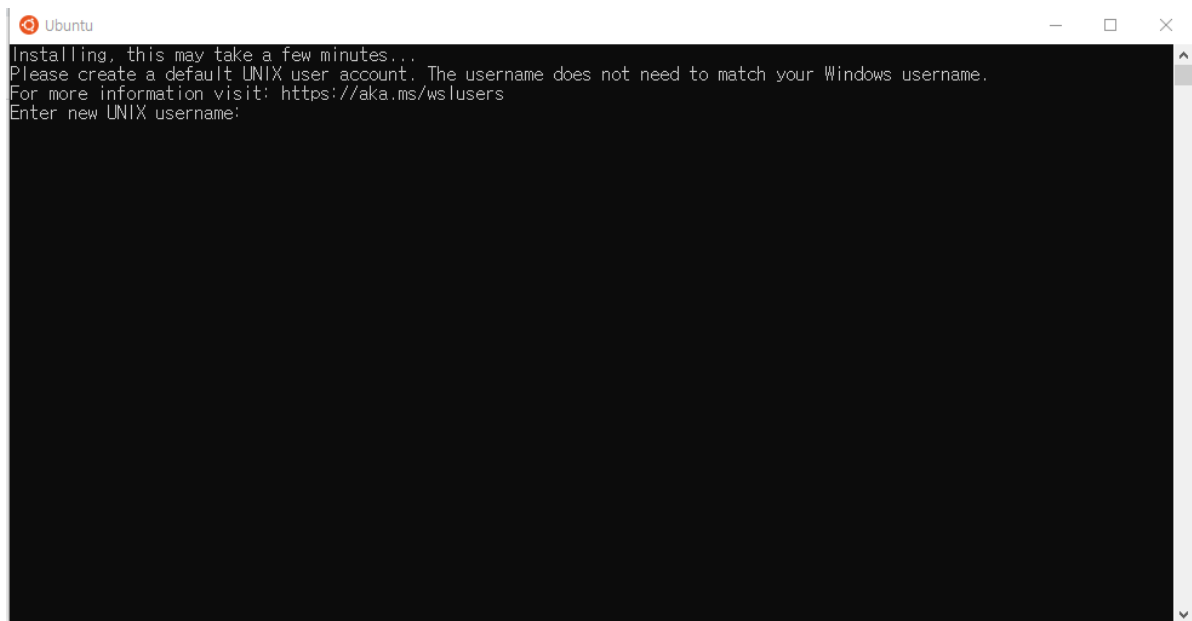 Ubuntu
Installing, this may take a few minutes...
Please create a default UNIX user account. The username does not need to match your Windows username.
For more information visit: https://aka.ms/wslusers
Enter new UNIX username: